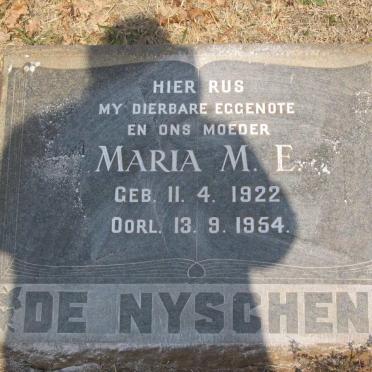 HIER RUS
MY DIERBARE EGGENOTE
EN ONS MOEDER
MARIA M. E.
GEB. 11. 4. 1922
OORL. 13. 9. 1954.
DE NYSCHEN